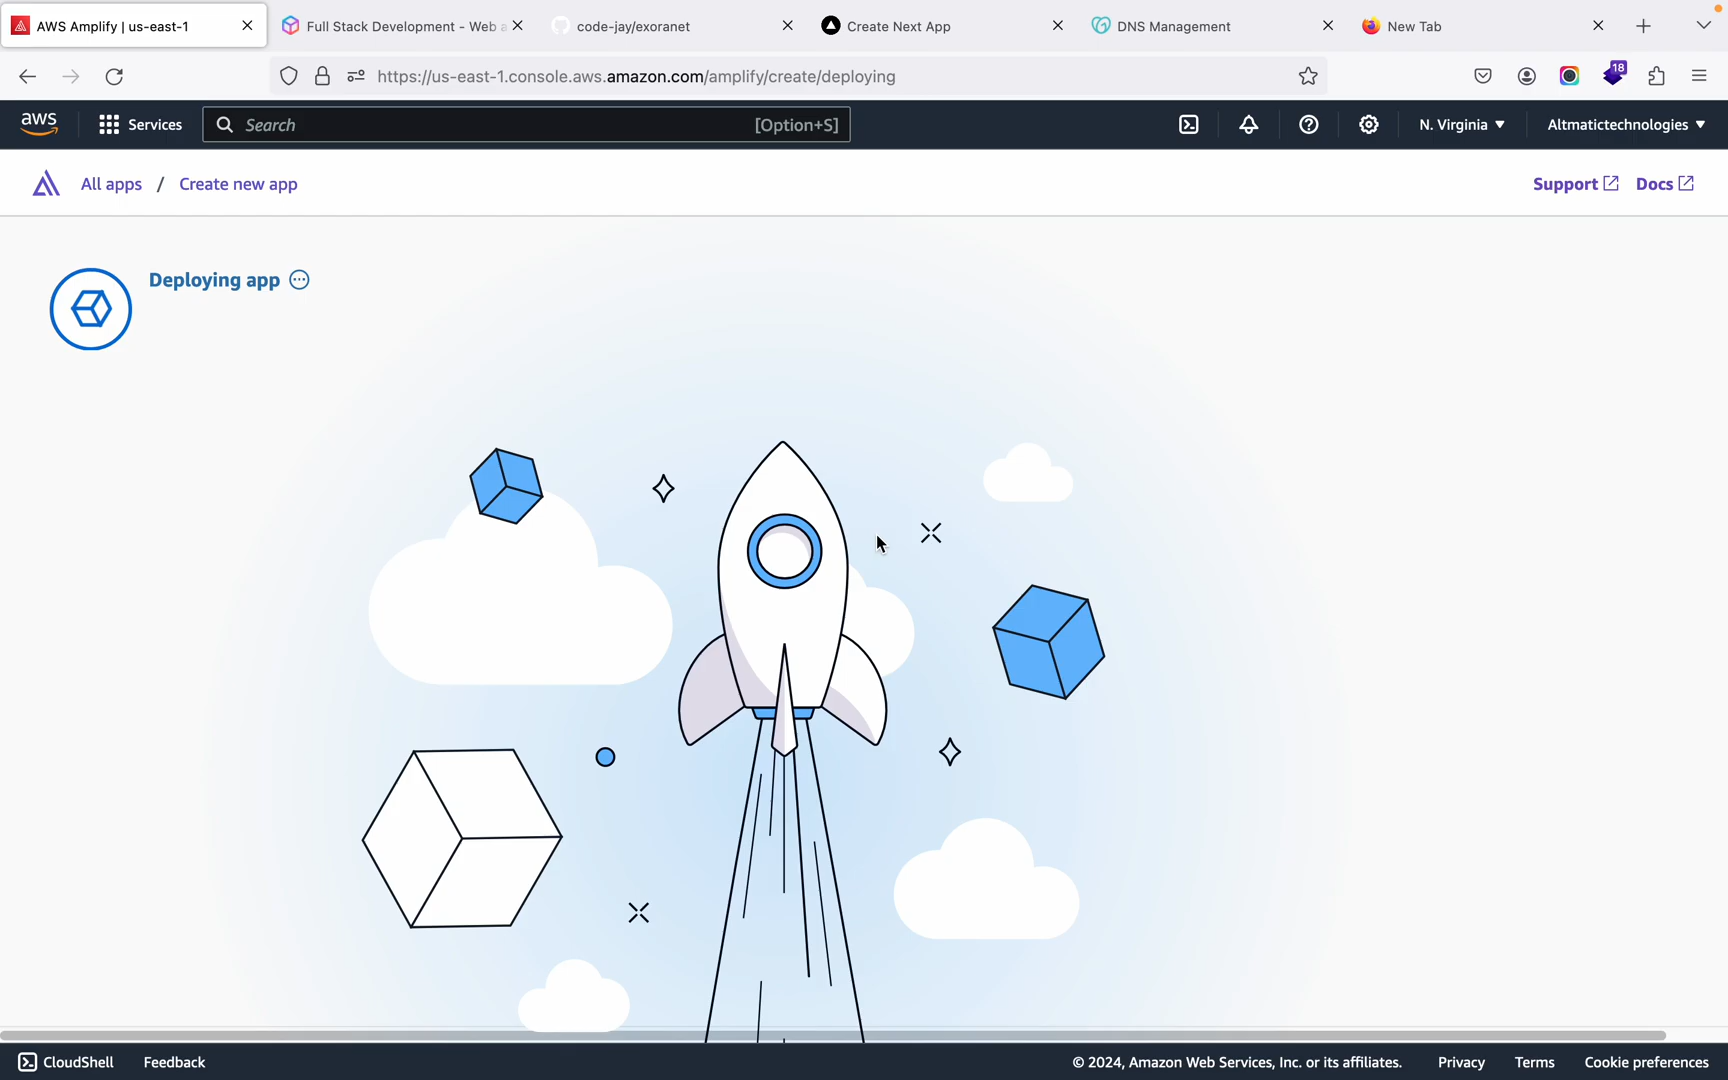 AWS Amplify | us-east-1
Full Stack Development - Web a
code-jay/exoranet
Create Next App
DNS Management
New Tab
https://us-east-1.console.aws.amazon.com/amplify/create/deploying
18
aws
Services
Search
[Option+S]
N. Virginia
Altmatictechnologies
All apps / Create new app
Support
Docs
Deploying app
CloudShell
Feedback
© 2024, Amazon Web Services, Inc. or its affiliates.
Privacy
Terms
Cookie preferences